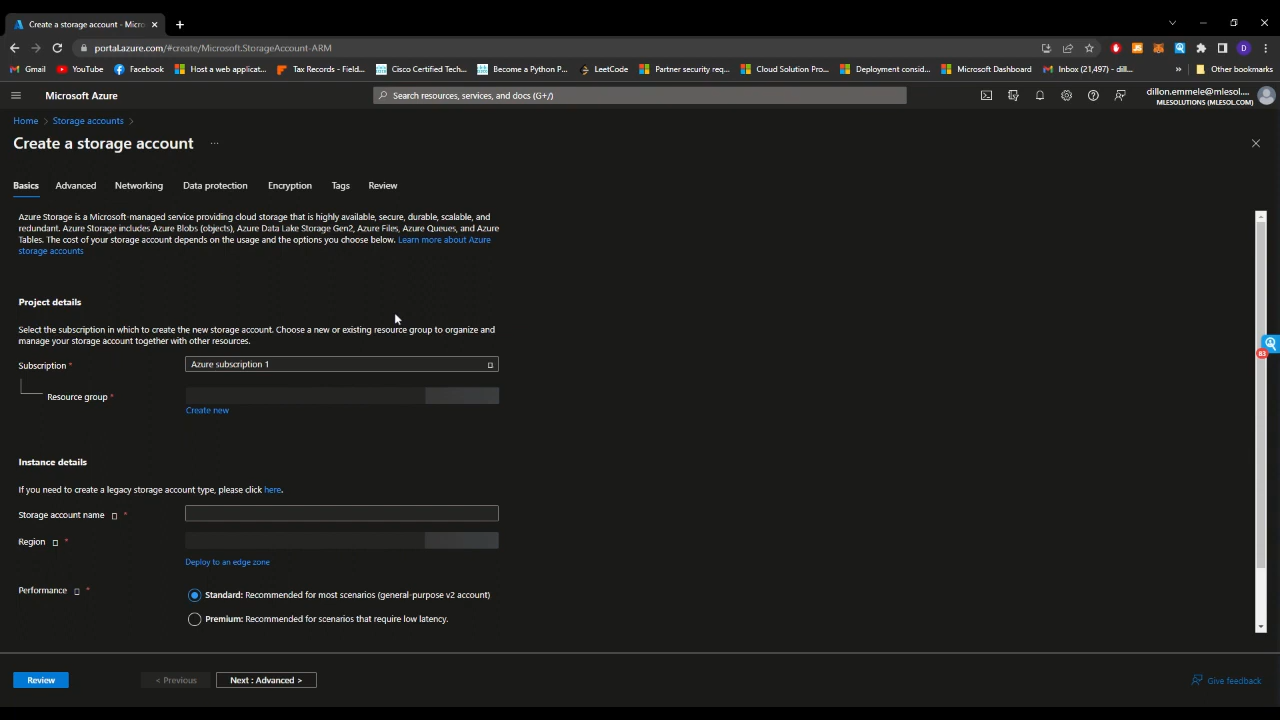 Create a storage account - Micro
portal.azure.com/#create/Microsoft.StorageAccount-ARM
JS
D
Gmail
YouTube
Facebook
Host a web applicat...
Tax Records - Field...
Cisco Certified Tech...
Become a Python P...
LeetCode
Partner security req...
Cloud Solution Pro...
Deployment consid...
Microsoft Dashboard
Inbox (21,497) - dill...
»
Other bookmarks
Microsoft Azure
Search resources, services, and docs (G+/)
dillon.emmele@mlesol....
MLESOLUTIONS (MLESOL.COM)
Home > Storage accounts >
Create a storage account ...
Basics
Advanced
Networking
Data protection
Encryption
Tags
Review
Azure Storage is a Microsoft-managed service providing cloud storage that is highly available, secure, durable, scalable, and
redundant. Azure Storage includes Azure Blobs (objects), Azure Data Lake Storage Gen2, Azure Files, Azure Queues, and Azure
Tables. The cost of your storage account depends on the usage and the options you choose below. Learn more about Azure
storage accounts
Project details
Select the subscription in which to create the new storage account. Choose a new or existing resource group to organize and
manage your storage account together with other resources.
Subscription *
Azure subscription 1
Resource group *
Create new
83
Instance details
If you need to create a legacy storage account type, please click here.
Storage account name *
Region *
Deploy to an edge zone
Performance *
Standard: Recommended for most scenarios (general-purpose v2 account)
Premium: Recommended for scenarios that require low latency.
Review
< Previous
Next : Advanced >
Give feedback